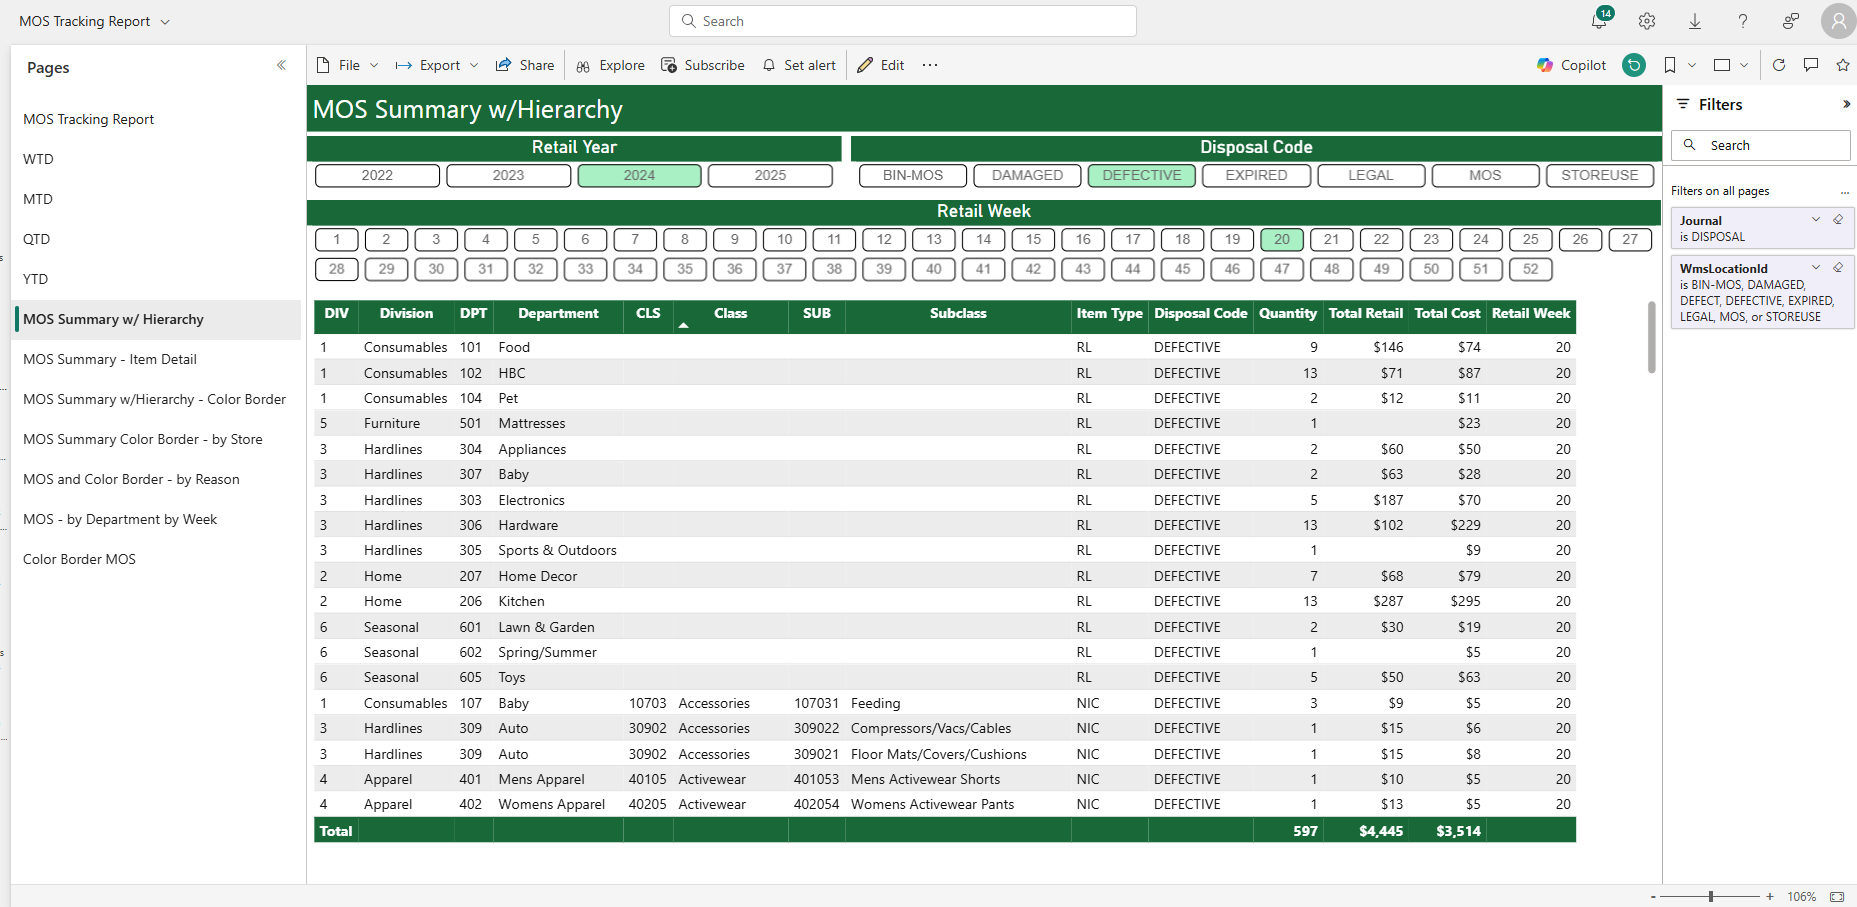 MOS Tracking Report
Search
14
Pages
File
Export
Share
Explore
Subscribe
Set alert
Edit
Copilot
MOS Tracking Report
WTD
MTD
QTD
YTD
MOS Summary w/ Hierarchy
MOS Summary - Item Detail
MOS Summary w/Hierarchy - Color Border
MOS Summary Color Border - by Store
MOS and Color Border - by Reason
MOS - by Department by Week
Color Border MOS
MOS Summary w/Hierarchy
Retail Year
2022 2023 2024 2025
Disposal Code
BIN-MOS DAMAGED DEFECTIVE EXPIRED LEGAL MOS STOREUSE
Retail Week
1 2 3 4 5 6 7 8 9 10 11 12 13 14 15 16 17 18 19 20 21 22 23 24 25 26 27
28 29 30 31 32 33 34 35 36 37 38 39 40 41 42 43 44 45 46 47 48 49 50 51 52
DIV Division DPT Department CLS Class SUB Subclass Item Type Disposal Code Quantity Total Retail Total Cost Retail Week
1 Consumables 101 Food RL DEFECTIVE 9 $146 $74 20
1 Consumables 102 HBC RL DEFECTIVE 13 $71 $87 20
1 Consumables 104 Pet RL DEFECTIVE 2 $12 $11 20
5 Furniture 501 Mattresses RL DEFECTIVE 1 $23 20
3 Hardlines 304 Appliances RL DEFECTIVE 2 $60 $50 20
3 Hardlines 307 Baby RL DEFECTIVE 2 $63 $28 20
3 Hardlines 303 Electronics RL DEFECTIVE 5 $187 $70 20
3 Hardlines 306 Hardware RL DEFECTIVE 13 $102 $229 20
3 Hardlines 305 Sports & Outdoors RL DEFECTIVE 1 $9 20
2 Home 207 Home Decor RL DEFECTIVE 7 $68 $79 20
2 Home 206 Kitchen RL DEFECTIVE 13 $287 $295 20
6 Seasonal 601 Lawn & Garden RL DEFECTIVE 2 $30 $19 20
6 Seasonal 602 Spring/Summer RL DEFECTIVE 1 $5 20
6 Seasonal 605 Toys RL DEFECTIVE 5 $50 $63 20
1 Consumables 107 Baby 10703 Accessories 107031 Feeding NIC DEFECTIVE 3 $9 $5 20
3 Hardlines 309 Auto 30902 Accessories 309022 Compressors/Vacs/Cables NIC DEFECTIVE 1 $15 $6 20
3 Hardlines 309 Auto 30902 Accessories 309021 Floor Mats/Covers/Cushions NIC DEFECTIVE 1 $15 $8 20
4 Apparel 401 Mens Apparel 40105 Activewear 401053 Mens Activewear Shorts NIC DEFECTIVE 1 $10 $5 20
4 Apparel 402 Womens Apparel 40205 Activewear 402054 Womens Activewear Pants NIC DEFECTIVE 1 $13 $5 20
Total 597 $4,445 $3,514
Filters
Search
Filters on all pages
Journal
is DISPOSAL
WmsLocationId
is BIN-MOS, DAMAGED,
DEFECT, DEFECTIVE, EXPIRED,
LEGAL, MOS, or STOREUSE
- + 106%